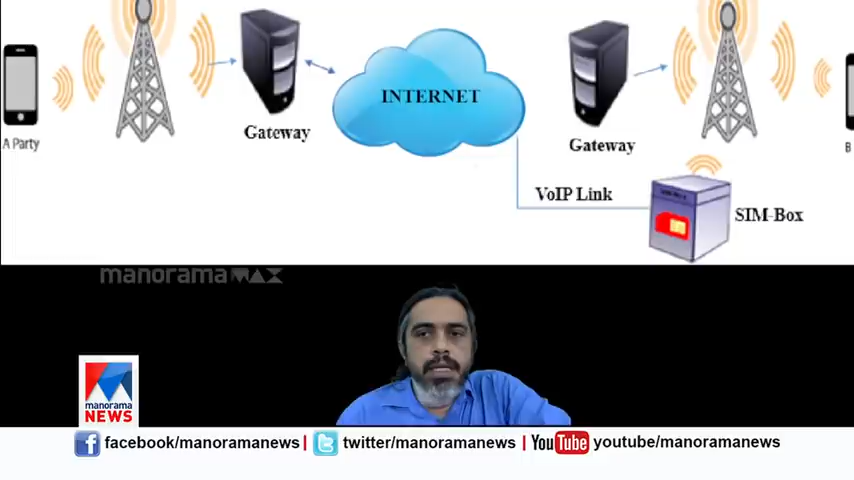 INTERNET
Gateway
A Party
Gateway
B
VoIP Link
SIM-Box
manorama MAX
manorama
NEWS
facebook/manoramanews | twitter/manoramanews | YouTube youtube/manoramanews